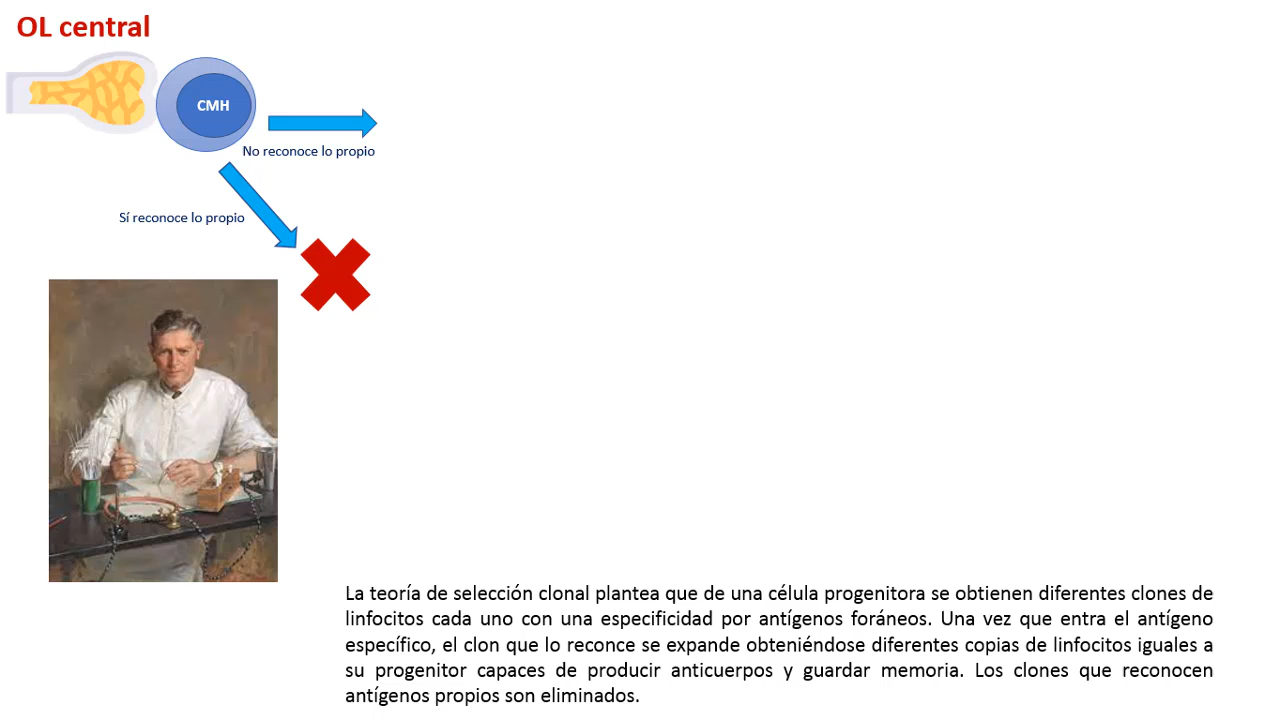 OL central
CMH
No reconoce lo propio
Sí reconoce lo propio
La teoría de selección clonal plantea que de una célula progenitora se obtienen diferentes clones de
linfocitos cada uno con una especificidad por antígenos foráneos. Una vez que entra el antígeno
específico, el clon que lo reconce se expande obteniéndose diferentes copias de linfocitos iguales a
su progenitor capaces de producir anticuerpos y guardar memoria. Los clones que reconocen
antígenos propios son eliminados.